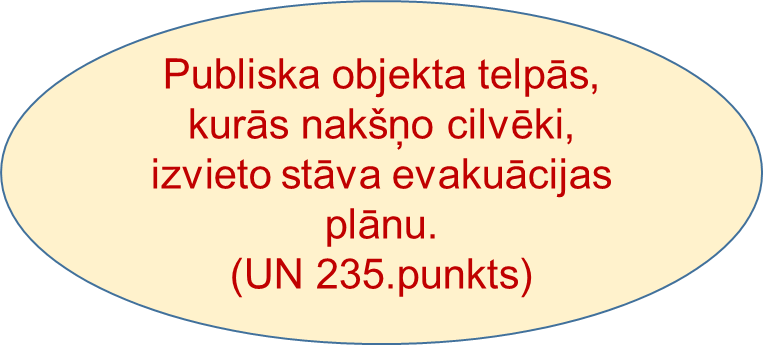 Publiska objekta telpās,
kurās nakšņo cilvēki,
izvieto stāva evakuācijas
plānu.
(UN 235.punkts)